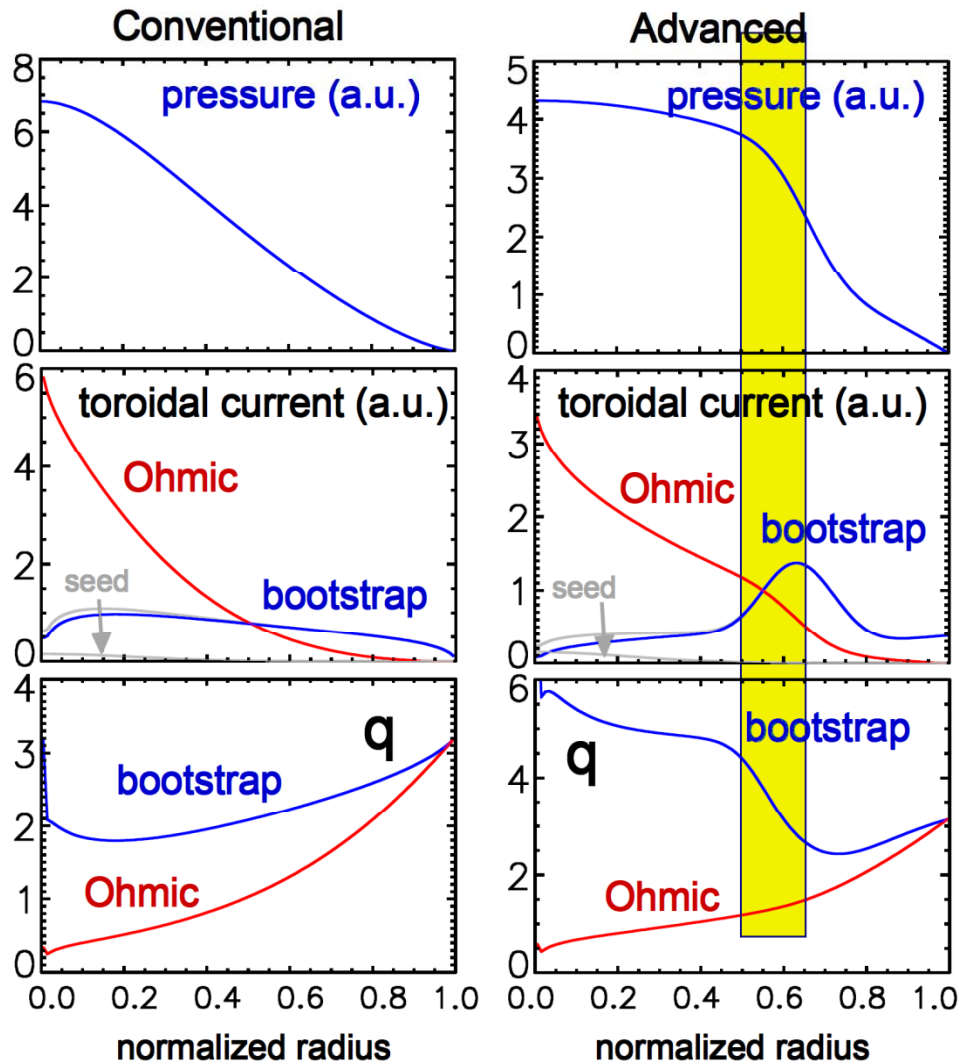 Conventional
8
pressure (a.u.)
6
4
2
0
6
toroidal current (a.u.)
Ohmic
4
2
seed
bootstrap
0
4
q
3
bootstrap
2
Ohmic
1
0
0.0 0.2 0.4 0.6 0.8 1.0
normalized radius
Advanced
5
pressure (a.u.)
4
3
2
1
0
4
toroidal current (a.u.)
3
Ohmic
2
bootstrap
1
seed
0
6
bootstrap
q
4
2
Ohmic
0
0.0 0.2 0.4 0.6 0.8 1.0
normalized radius